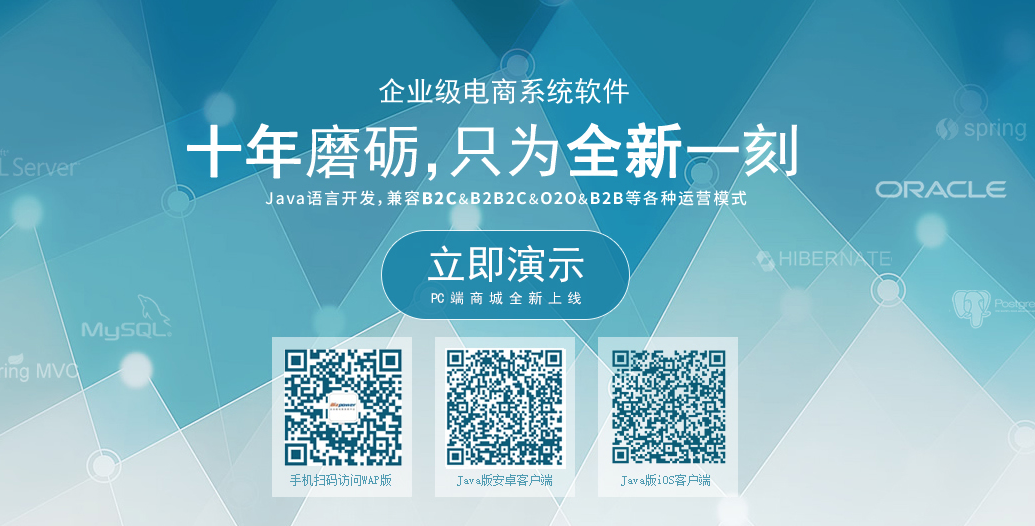 企业级电商系统软件
十年磨砺,只为全新一刻
Java语言开发,兼容B2C&B2B2C&O2O&B2B等各种运营模式
立即演示
PC端商城全新上线
L Server
spring
ORACLE
HIBERNATE
MySQL
Postgre
ring MVC
手机扫码访问WAP版
Java版安卓客户端
Java版iOS客户端